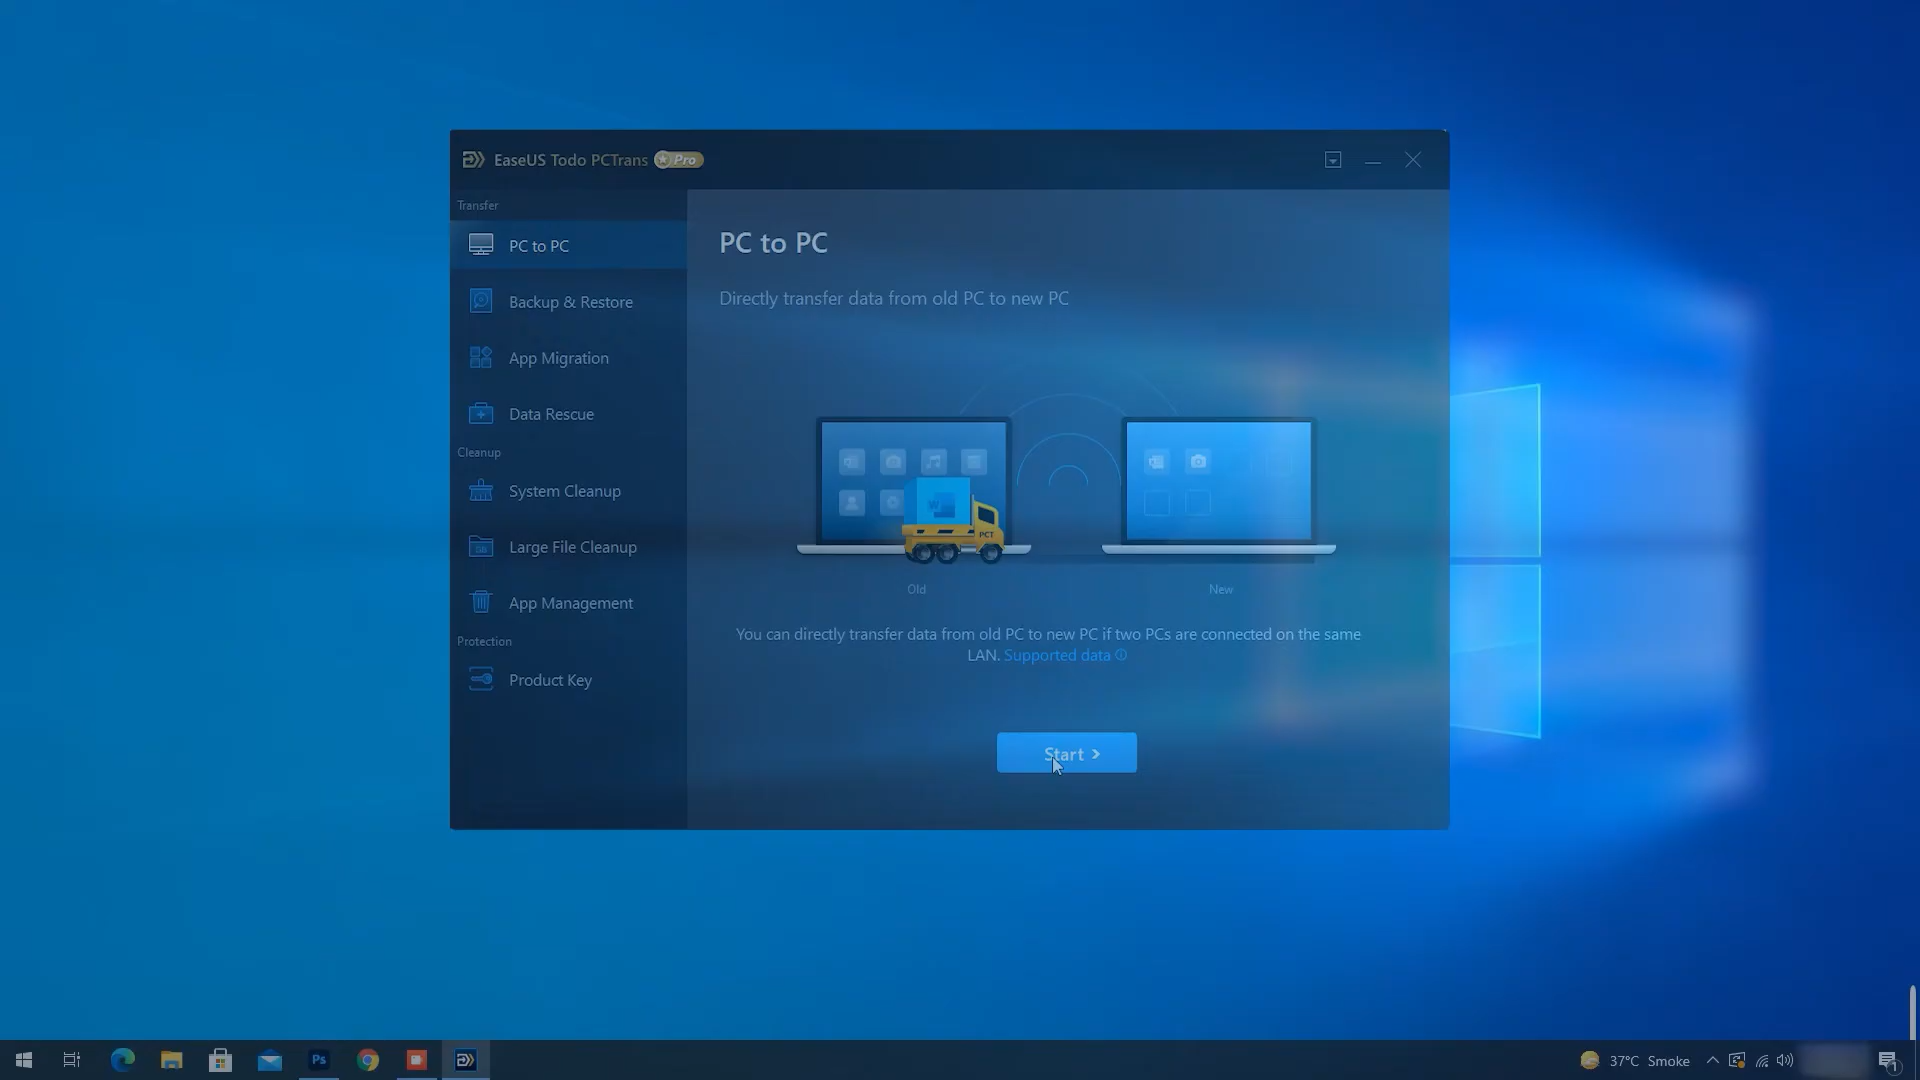 EaseUS Todo PCTrans Pro
Transfer
PC to PC
Backup & Restore
App Migration
Data Rescue
Cleanup
System Cleanup
Large File Cleanup
App Management
Protection
Product Key
PC to PC
Directly transfer data from old PC to new PC
W
PCT
Old
New
You can directly transfer data from old PC to new PC if two PCs are connected on the same
LAN. Supported data
Start >
Ps
37°C Smoke
1